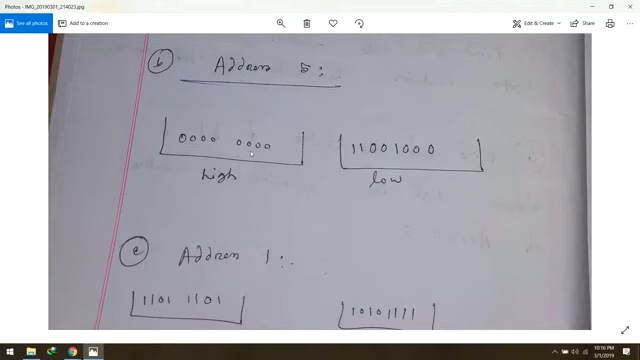 Photos - IMG_20190301_214023.jpg
See all photos
Add to a creation
Edit & Create
Share
b Address 5:
0000 0000
11001000
high
low
Address 1:
1101 1101
10101111
10:16 PM
3/1/2019